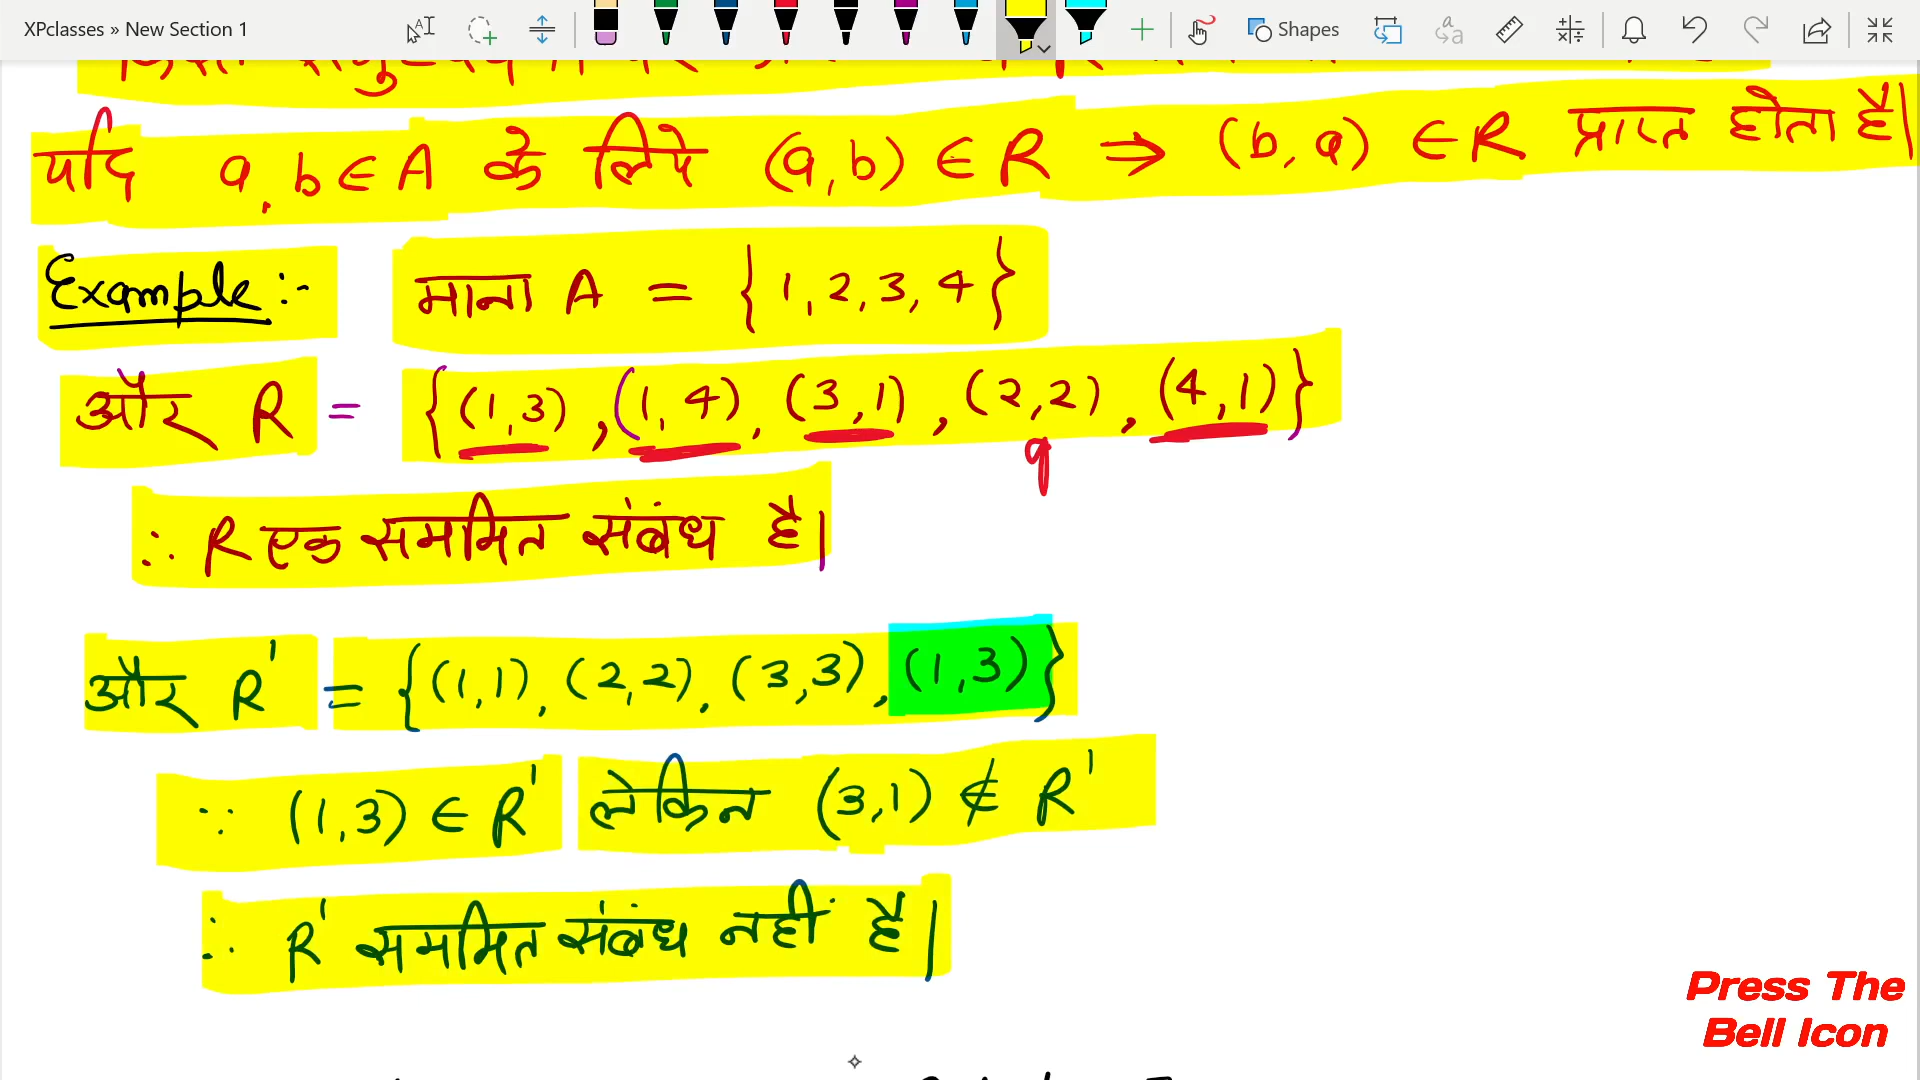 XPclasses » New Section 1
Shapes
यदि a, b ∈ A के लिये (a, b) ∈ R ⇒ (b, a) ∈ R प्राप्त होता है|
Example :-
माना A = { 1, 2, 3, 4 }
और R = { (1, 3) , (1, 4) , (3, 1) , (2, 2) , (4, 1) }
∴ R एक सममित संबंध है|
और R' = { (1, 1) , (2, 2) , (3, 3) , (1, 3) }
∵ (1, 3) ∈ R' लेकिन (3, 1) ∉ R'
∴ R' सममित संबंध नहीं है|
Press The
Bell Icon